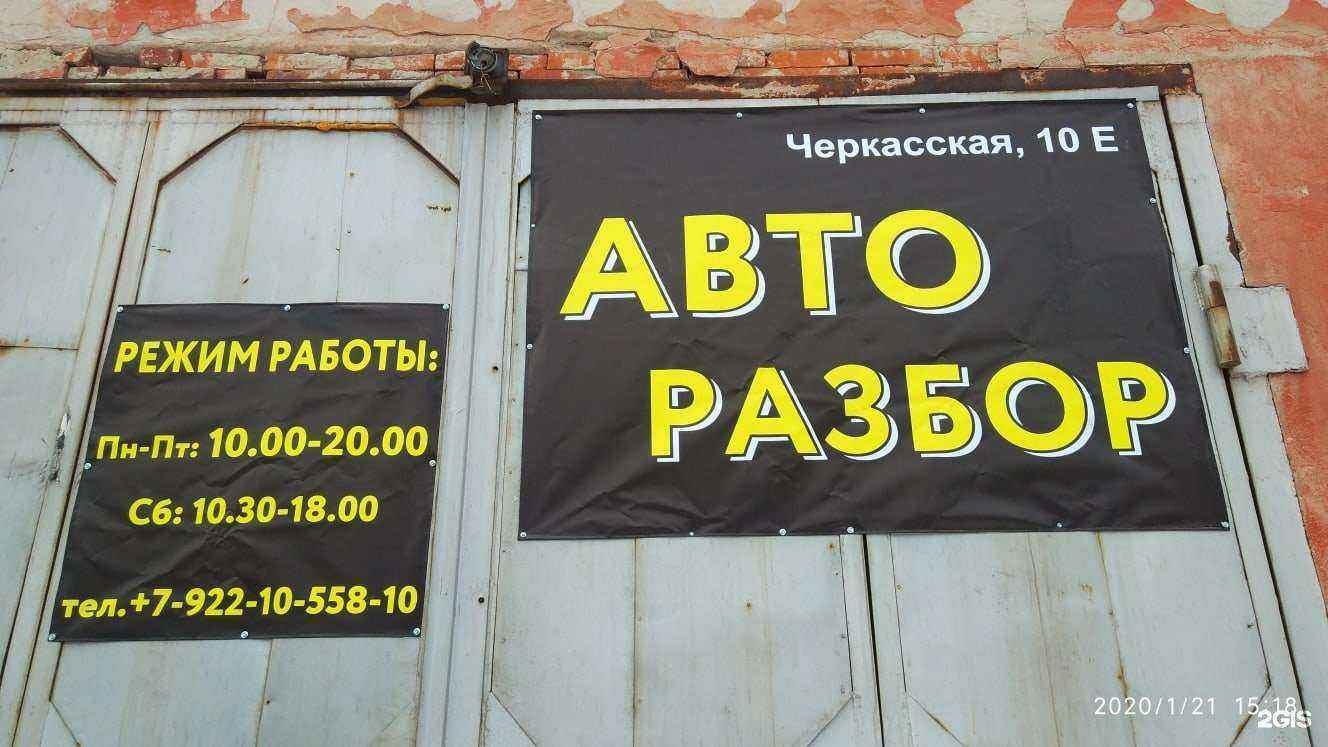 Черкасская, 10 Е
АВТО
РАЗБОР
РЕЖИМ РАБОТЫ:
Пн-Пт: 10.00-20.00
Сб: 10.30-18.00
тел.+7-922-10-558-10
2020/1/21 15:18
2GIS